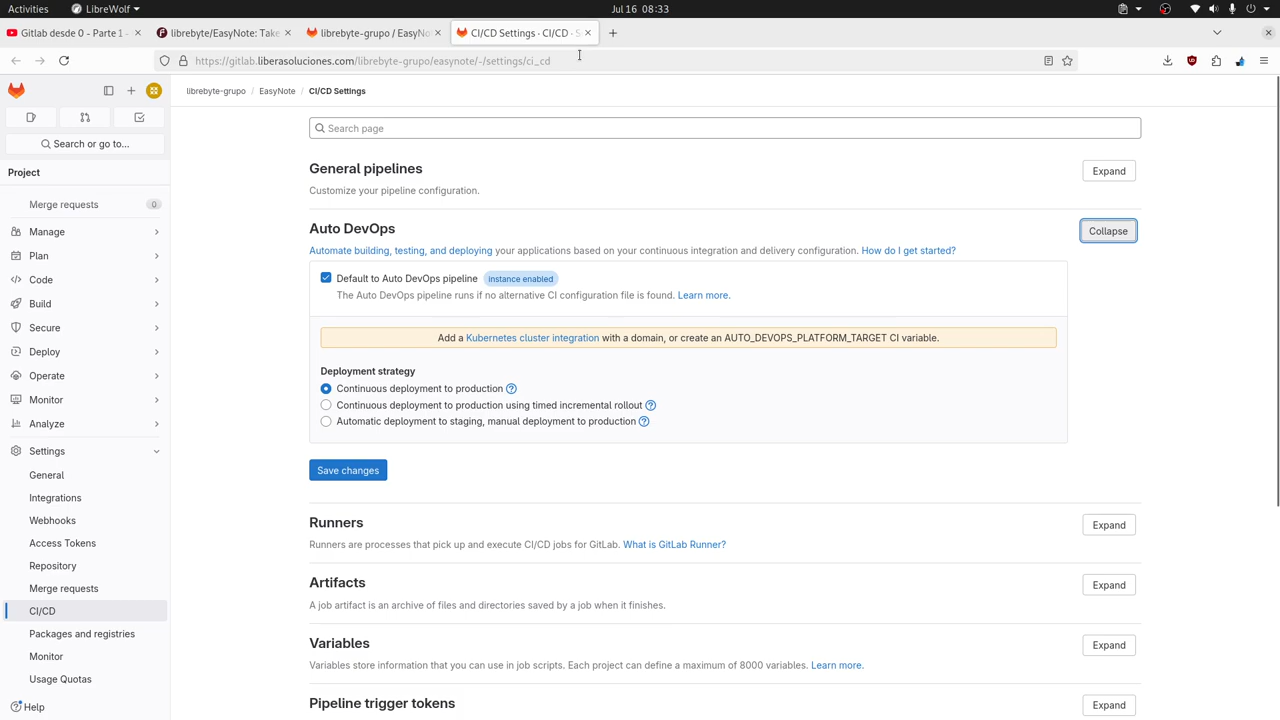 Activities
LibreWolf
Jul 16 08:33
Gitlab desde 0 - Parte 1 -
librebyte/EasyNote: Take
librebyte-grupo / EasyNo
CI/CD Settings · CI/CD · S
https://gitlab.liberasoluciones.com/librebyte-grupo/easynote/-/settings/ci_cd
librebyte-grupo / EasyNote / CI/CD Settings
Search or go to...
Project
Merge requests 0
Manage
Plan
Code
Build
Secure
Deploy
Operate
Monitor
Analyze
Settings
General
Integrations
Webhooks
Access Tokens
Repository
Merge requests
CI/CD
Packages and registries
Monitor
Usage Quotas
Help
Search page
General pipelines
Expand
Customize your pipeline configuration.
Auto DevOps
Collapse
Automate building, testing, and deploying your applications based on your continuous integration and delivery configuration. How do I get started?
Default to Auto DevOps pipeline instance enabled
The Auto DevOps pipeline runs if no alternative CI configuration file is found. Learn more.
Add a Kubernetes cluster integration with a domain, or create an AUTO_DEVOPS_PLATFORM_TARGET CI variable.
Deployment strategy
Continuous deployment to production
Continuous deployment to production using timed incremental rollout
Automatic deployment to staging, manual deployment to production
Save changes
Runners
Expand
Runners are processes that pick up and execute CI/CD jobs for GitLab. What is GitLab Runner?
Artifacts
Expand
A job artifact is an archive of files and directories saved by a job when it finishes.
Variables
Expand
Variables store information that you can use in job scripts. Each project can define a maximum of 8000 variables. Learn more.
Pipeline trigger tokens
Expand